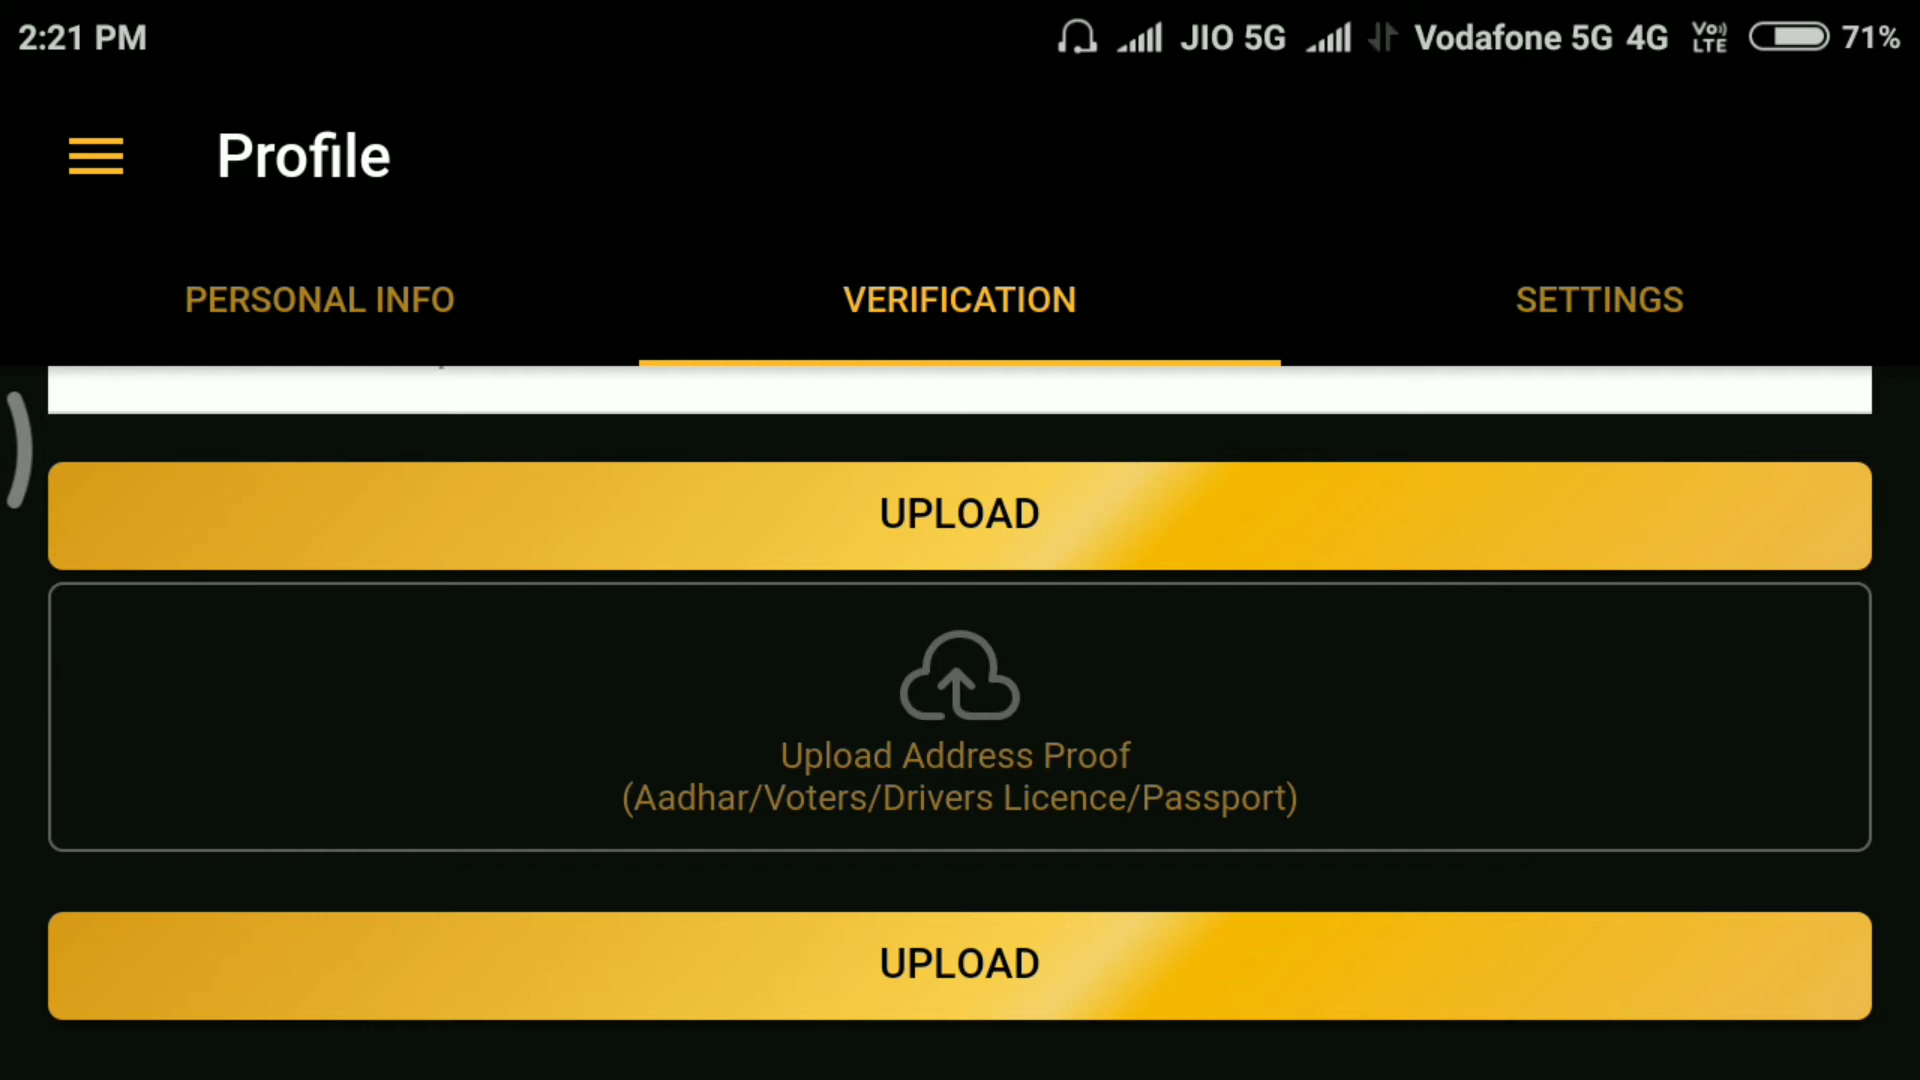 2:21 PM JIO 5G Vodafone 5G 4G Vo) LTE 71%
Profile
PERSONAL INFO VERIFICATION SETTINGS
UPLOAD
Upload Address Proof
(Aadhar/Voters/Drivers Licence/Passport)
UPLOAD